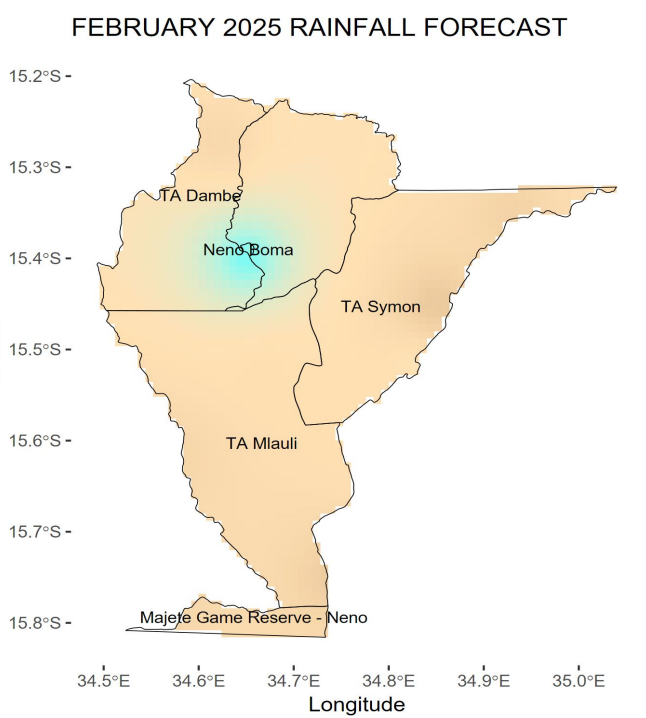 FEBRUARY 2025 RAINFALL FORECAST
15.2°S
15.3°S
TA Dambe
15.4°S
Neno Boma
TA Symon
15.5°S
15.6°S
TA Mlauli
15.7°S
15.8°S
Majete Game Reserve - Neno
34.5°E 34.6°E 34.7°E 34.8°E 34.9°E 35.0°E
Longitude